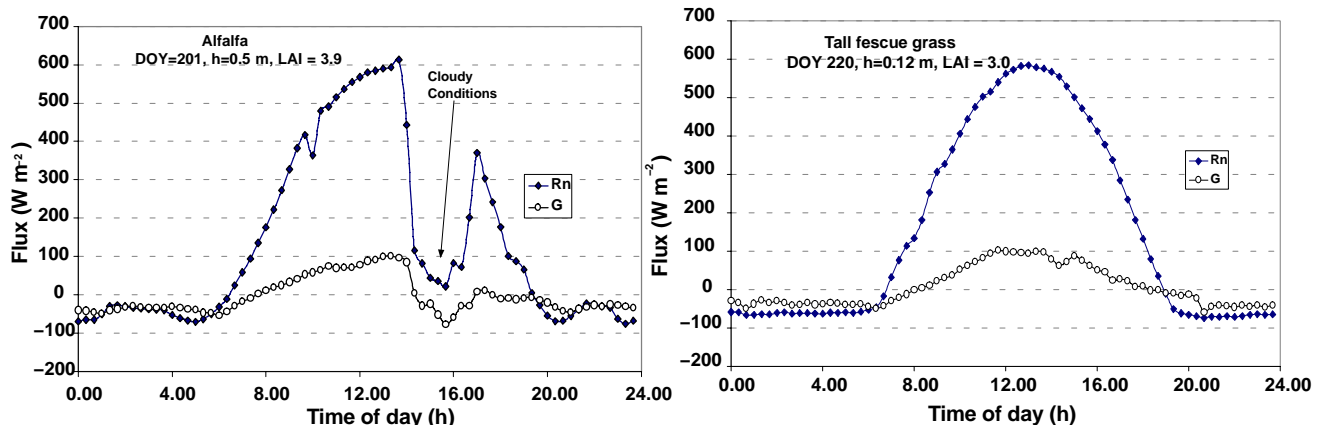 700
600
500
400
300
200
100
0
−100
−200
Flux (W m⁻²)
Alfalfa
DOY=201, h=0.5 m, LAI = 3.9
Cloudy
Conditions
Rn
G
0.00 4.00 8.00 12.00 16.00 20.00 24.00
Time of day (h)
700
600
500
400
300
200
100
0
−100
−200
Flux (W m⁻²)
Tall fescue grass
DOY 220, h=0.12 m, LAI = 3.0
Rn
G
0.00 4.00 8.00 12.00 16.00 20.00 24.00
Time of day (h)